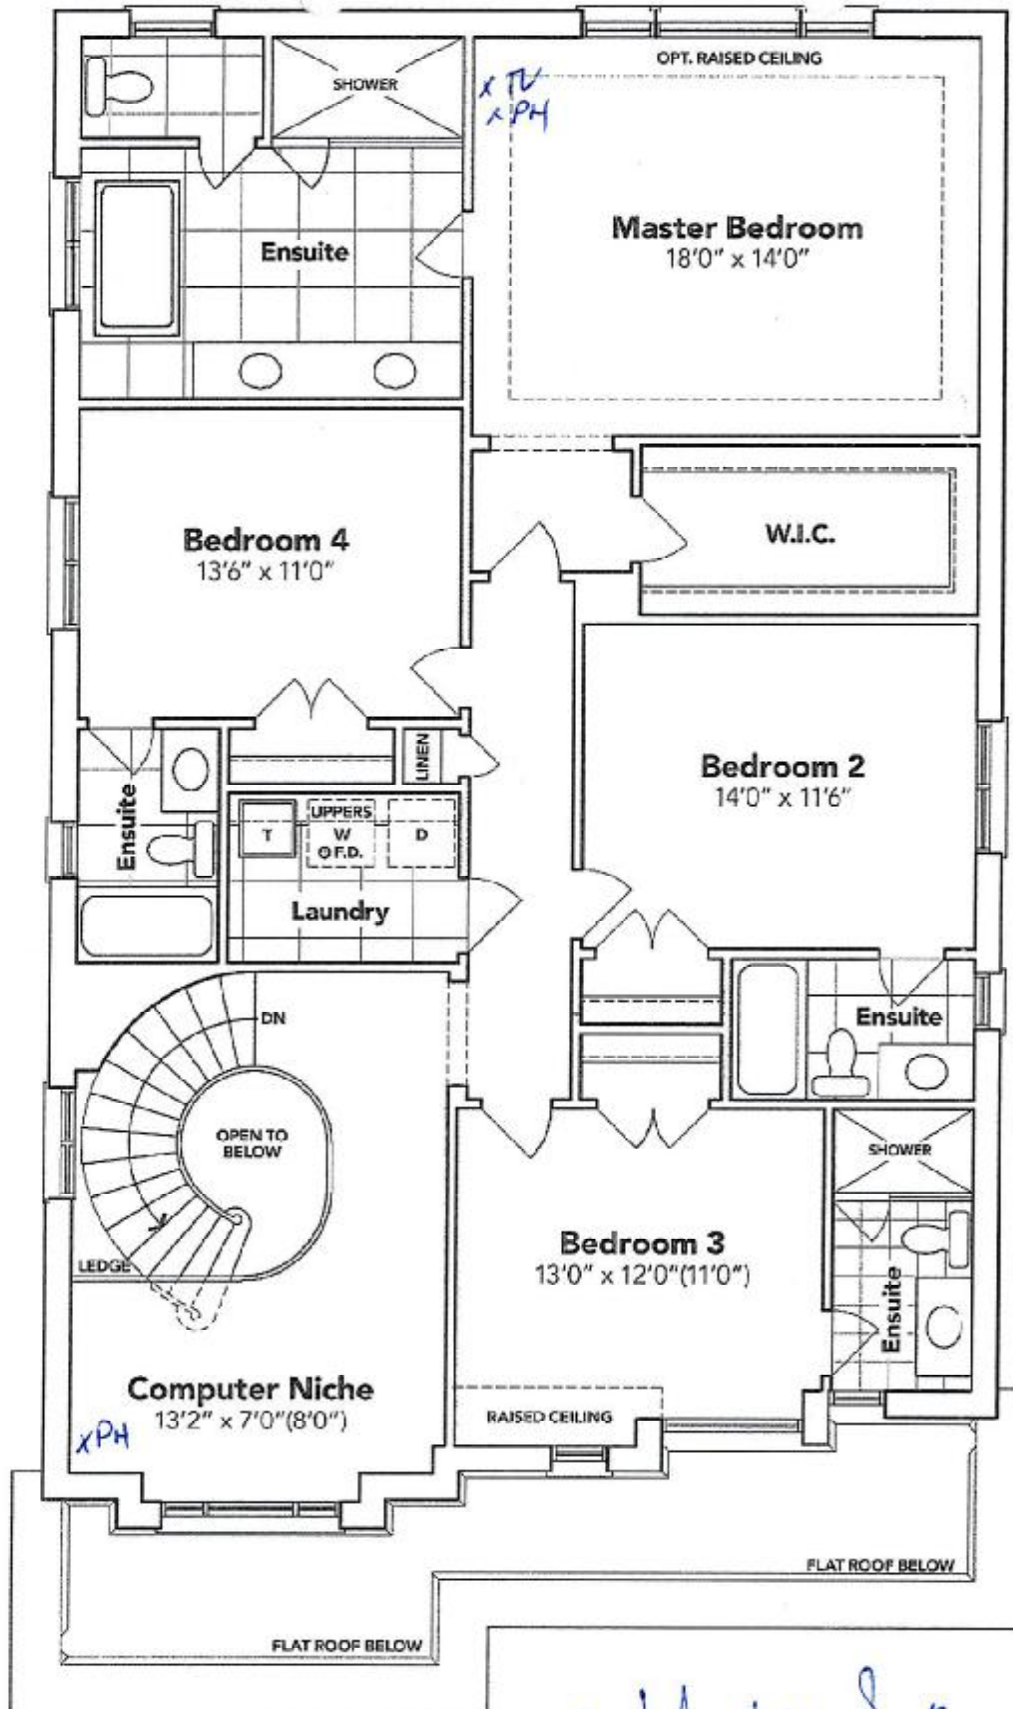 OPT. RAISED CEILING
SHOWER
x TV
x PH
Master Bedroom
18'0" x 14'0"
Ensuite
W.I.C.
Bedroom 4
13'6" x 11'0"
LINEN
Bedroom 2
14'0" x 11'6"
Ensuite
UPPERS
T W D
F.D.
Laundry
DN
Ensuite
OPEN TO
BELOW
SHOWER
LEDGE
Bedroom 3
13'0" x 12'0"(11'0")
Ensuite
Computer Niche
13'2" x 7'0"(8'0")
RAISED CEILING
x PH
FLAT ROOF BELOW
FLAT ROOF BELOW